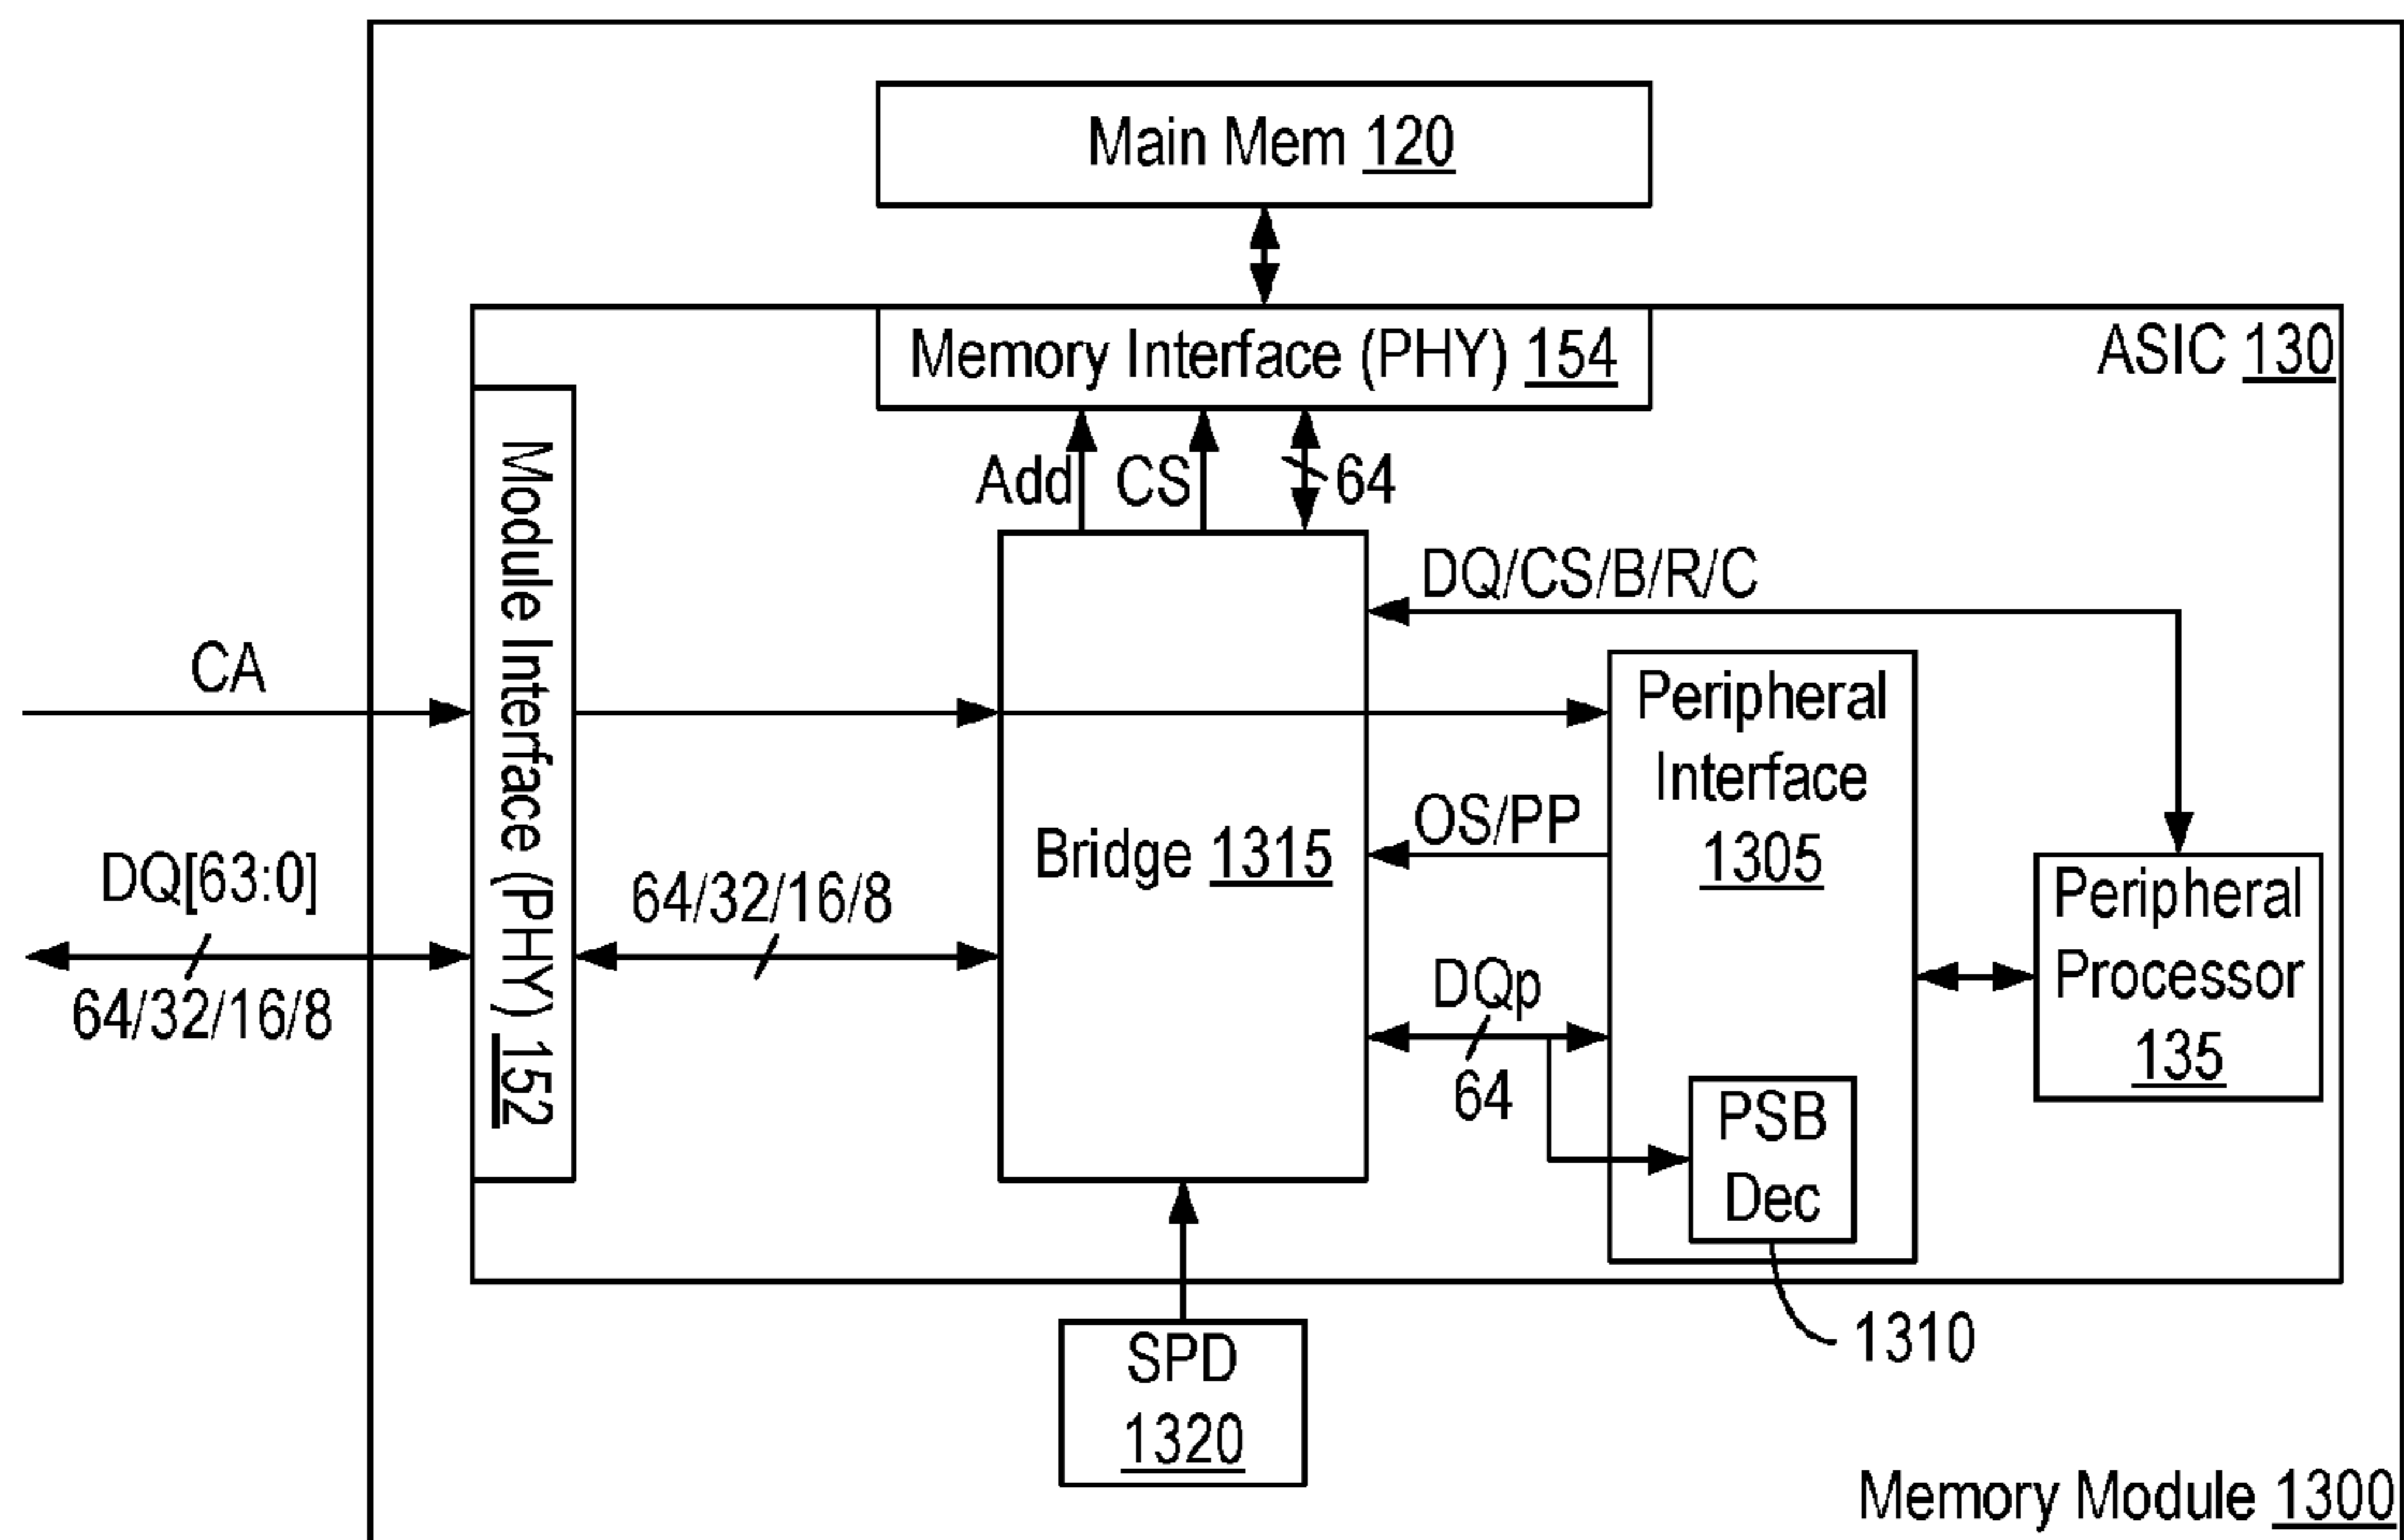 Main Mem 120
Memory Interface (PHY) 154
ASIC 130
Module Interface (PHY) 152
Add
CS
64
DQ/CS/B/R/C
CA
Peripheral
Interface
1305
OS/PP
Bridge 1315
DQ[63:0]
64/32/16/8
64/32/16/8
Peripheral
Processor
135
DQp
64
PSB
Dec
1310
SPD
1320
Memory Module 1300